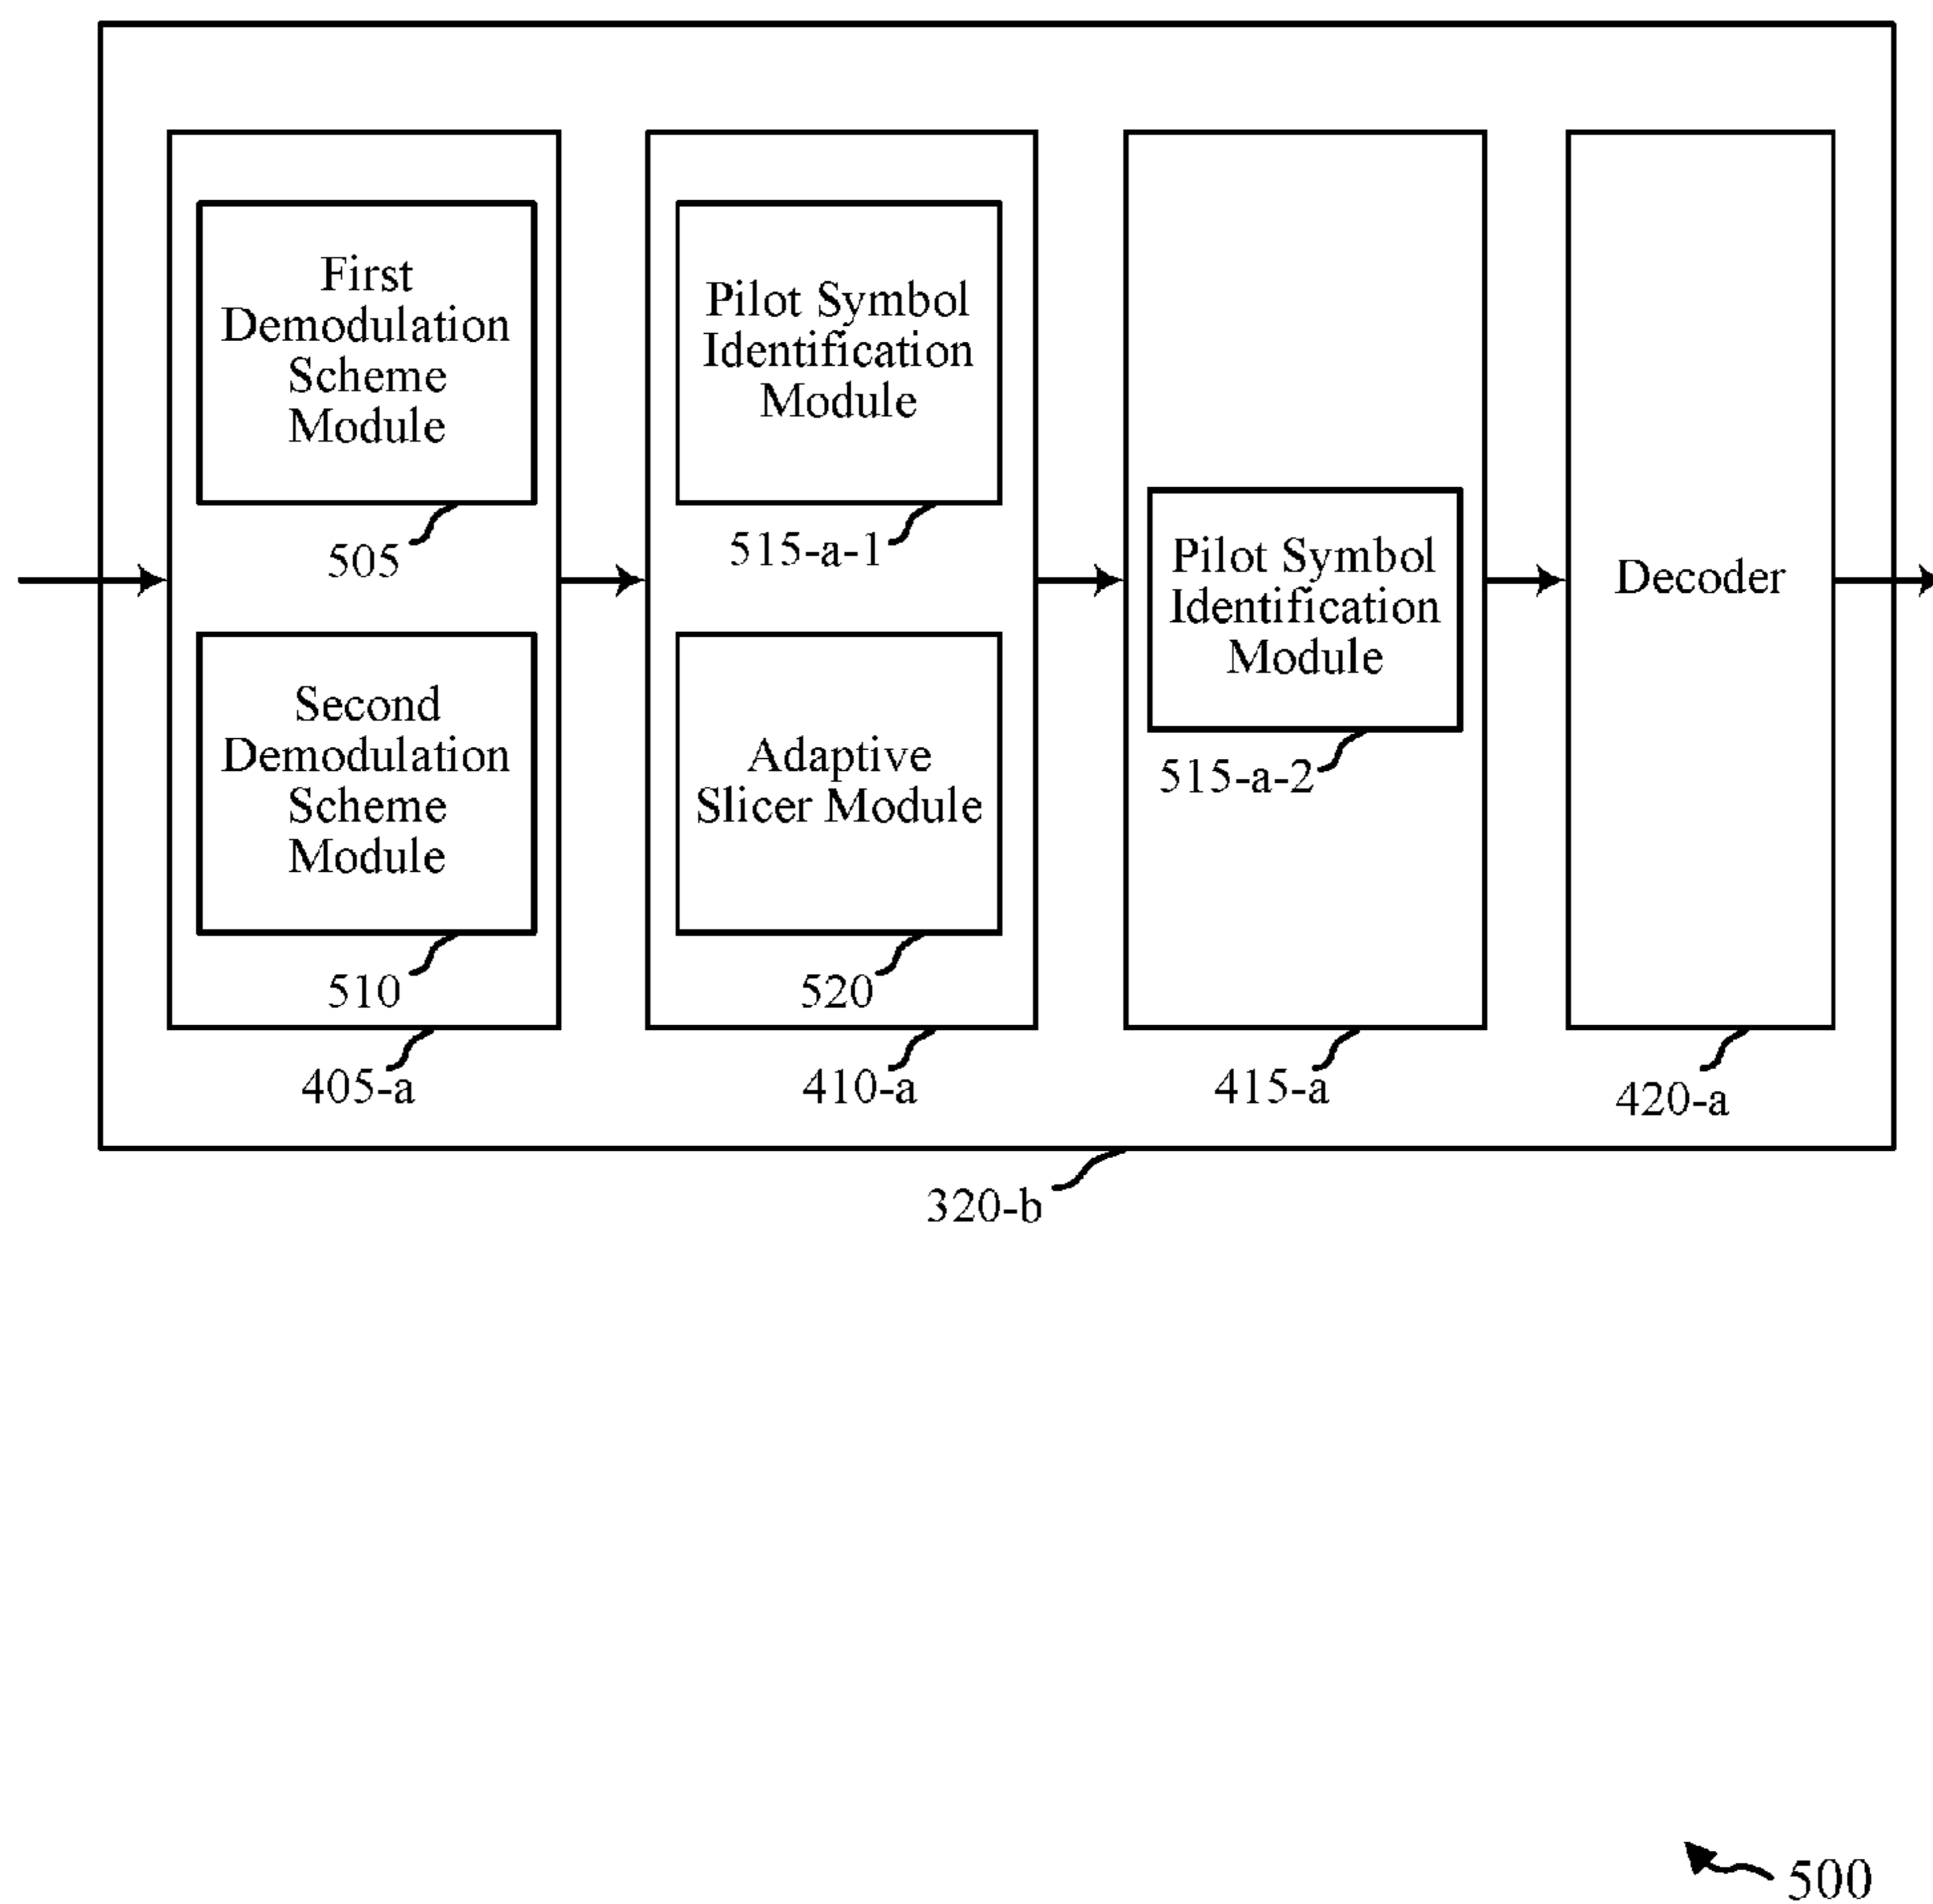 First
Demodulation
Scheme
Module
505
Second
Demodulation
Scheme
Module
510
405-a
Pilot Symbol
Identification
Module
515-a-1
Adaptive
Slicer Module
520
410-a
Pilot Symbol
Identification
Module
515-a-2
415-a
Decoder
420-a
320-b
500